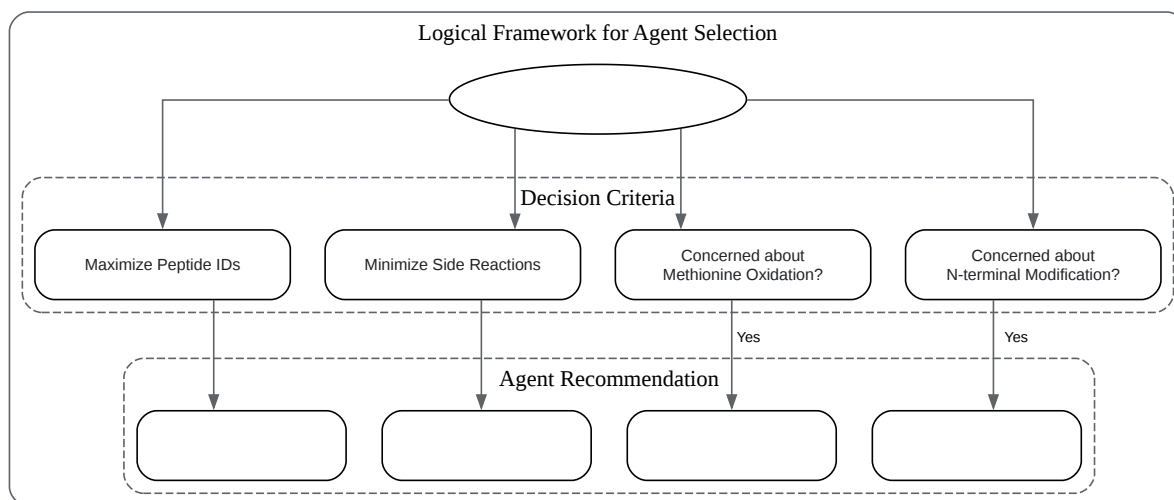 Logical Framework for Agent Selection
Decision Criteria
Maximize Peptide IDs
Minimize Side Reactions
Concerned about
Methionine Oxidation?
Concerned about
N-terminal Modification?
Yes
Yes
Agent Recommendation